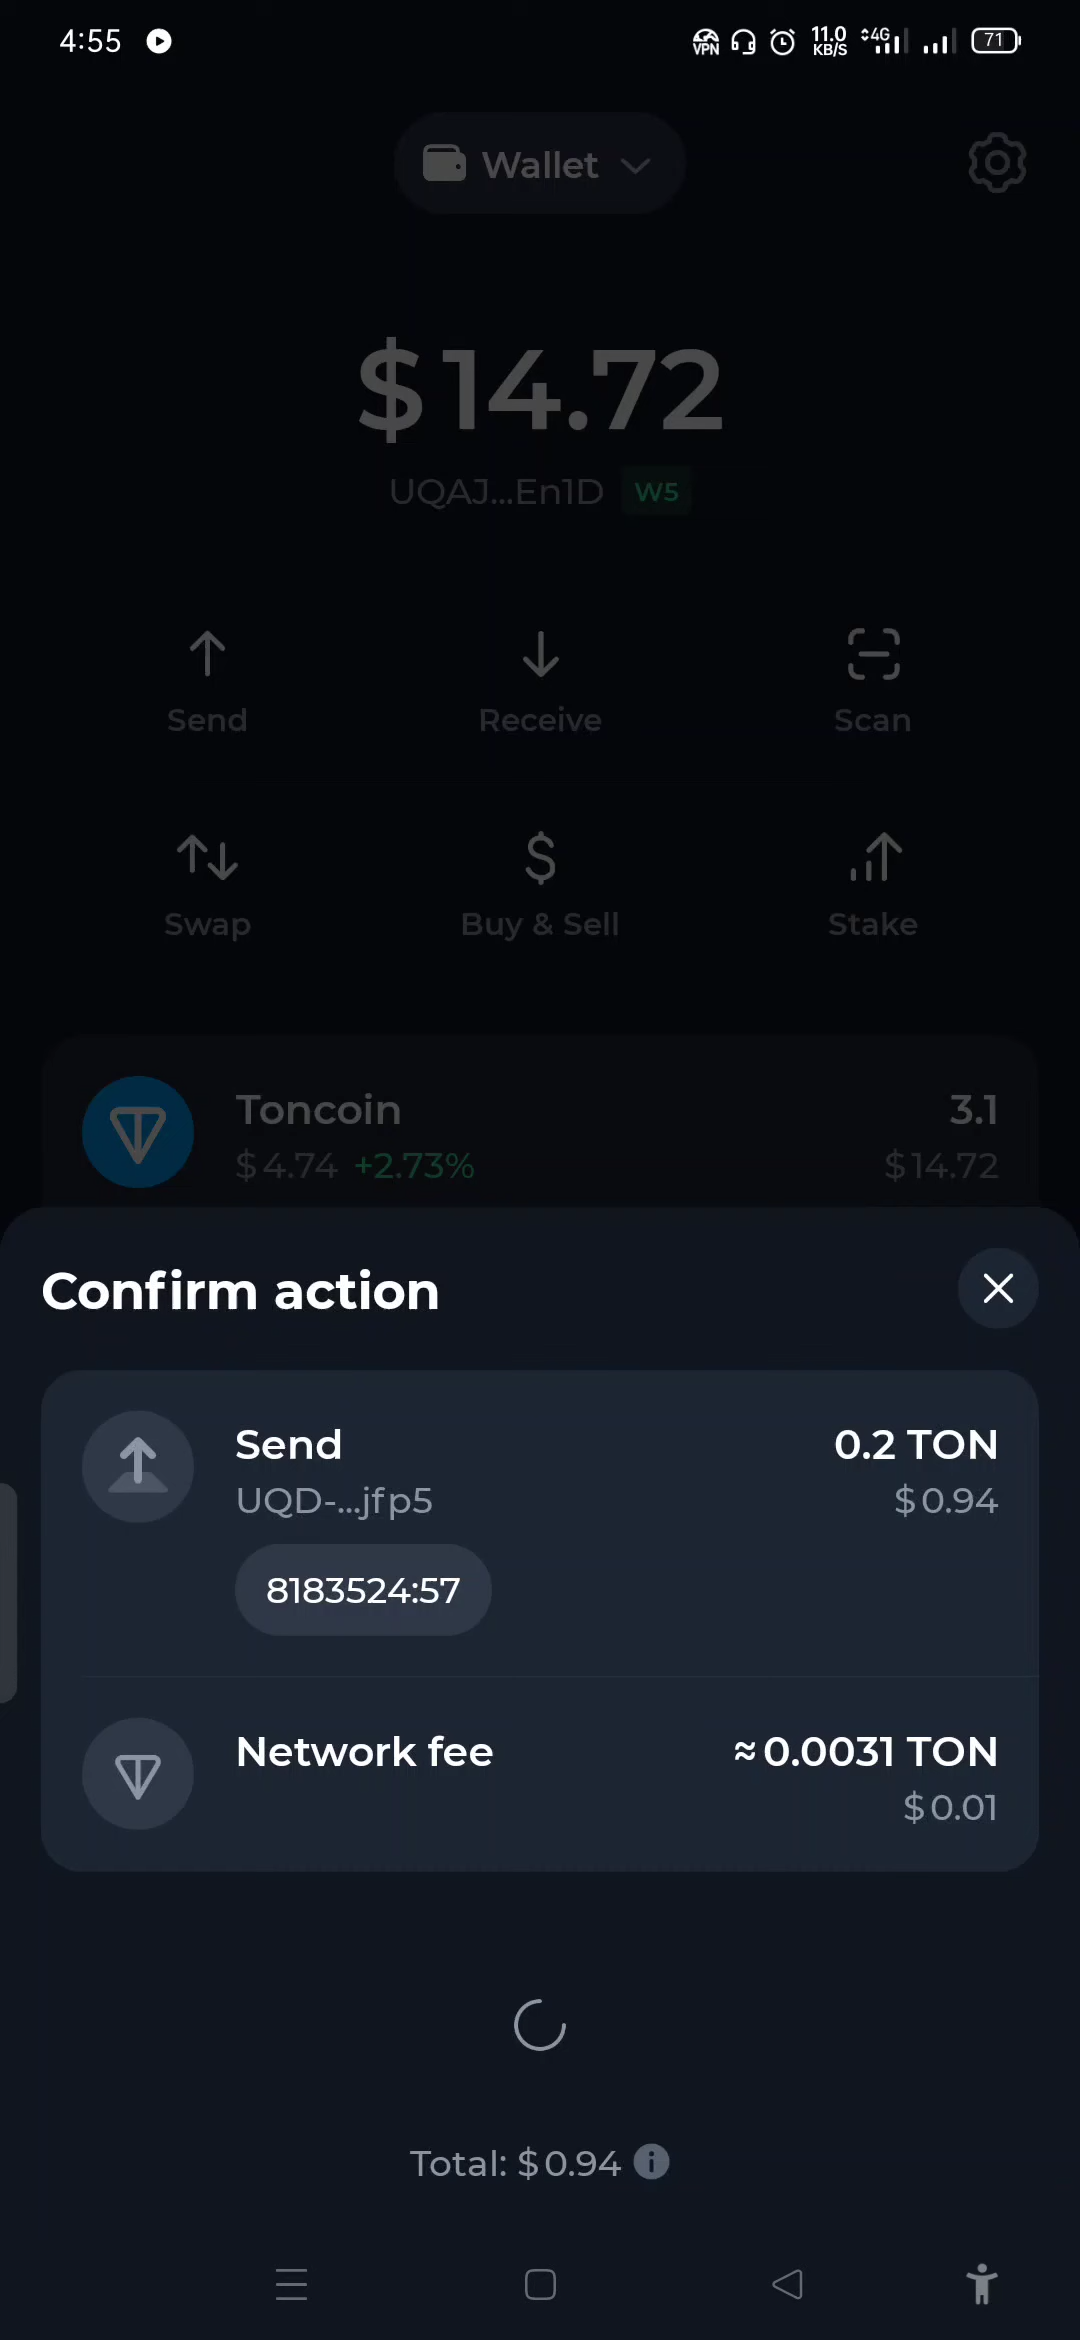 4:55 VPN 11.0 KB/S 4G 71
Wallet
$14.72
UQAJ...En1D W5
Send Receive Scan
Swap Buy & Sell Stake
Toncoin 3.1
$4.74 +2.73% $14.72
Confirm action
Send 0.2 TON
UQD-...jfp5 $0.94
8183524:57
Network fee ≈0.0031 TON
$0.01
Total: $0.94